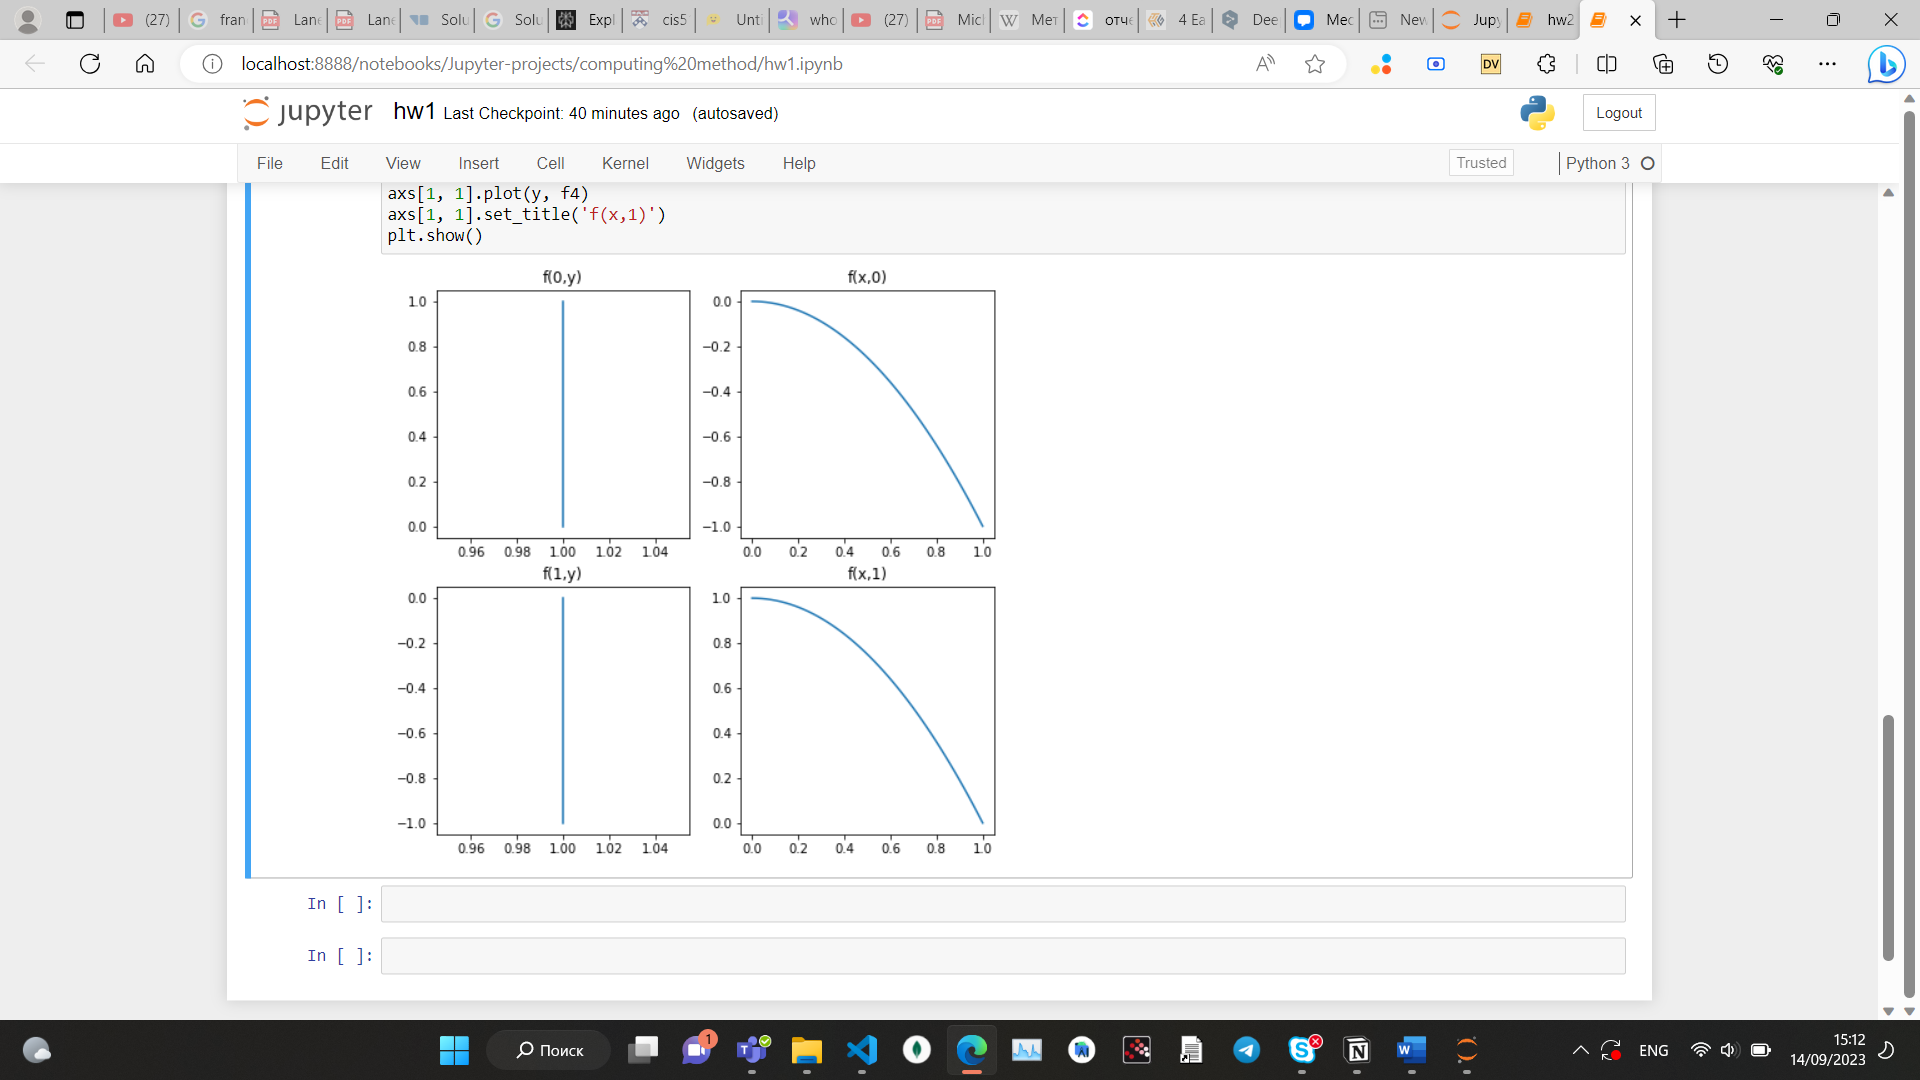 (27) fran Lane Lane Solu Solu Expl cis5 Unti who (27) Micl Мет отче 4 Ea Dee Mec New Jupy hw2
localhost:8888/notebooks/Jupyter-projects/computing%20method/hw1.ipynb
DV
jupyter hw1 Last Checkpoint: 40 minutes ago (autosaved)
Logout
File Edit View Insert Cell Kernel Widgets Help
Trusted Python 3
axs[1, 1].plot(y, f4)
axs[1, 1].set_title('f(x,1)')
plt.show()
f(0,y) f(x,0)
1.0 0.0
0.8 −0.2
0.6 −0.4
0.4 −0.6
0.2 −0.8
0.0 −1.0
0.96 0.98 1.00 1.02 1.04 0.0 0.2 0.4 0.6 0.8 1.0
f(1,y) f(x,1)
0.0 1.0
−0.2 0.8
−0.4 0.6
−0.6 0.4
−0.8 0.2
−1.0 0.0
0.96 0.98 1.00 1.02 1.04 0.0 0.2 0.4 0.6 0.8 1.0
In [ ]:
In [ ]:
Поиск
1
ENG
15:12
14/09/2023